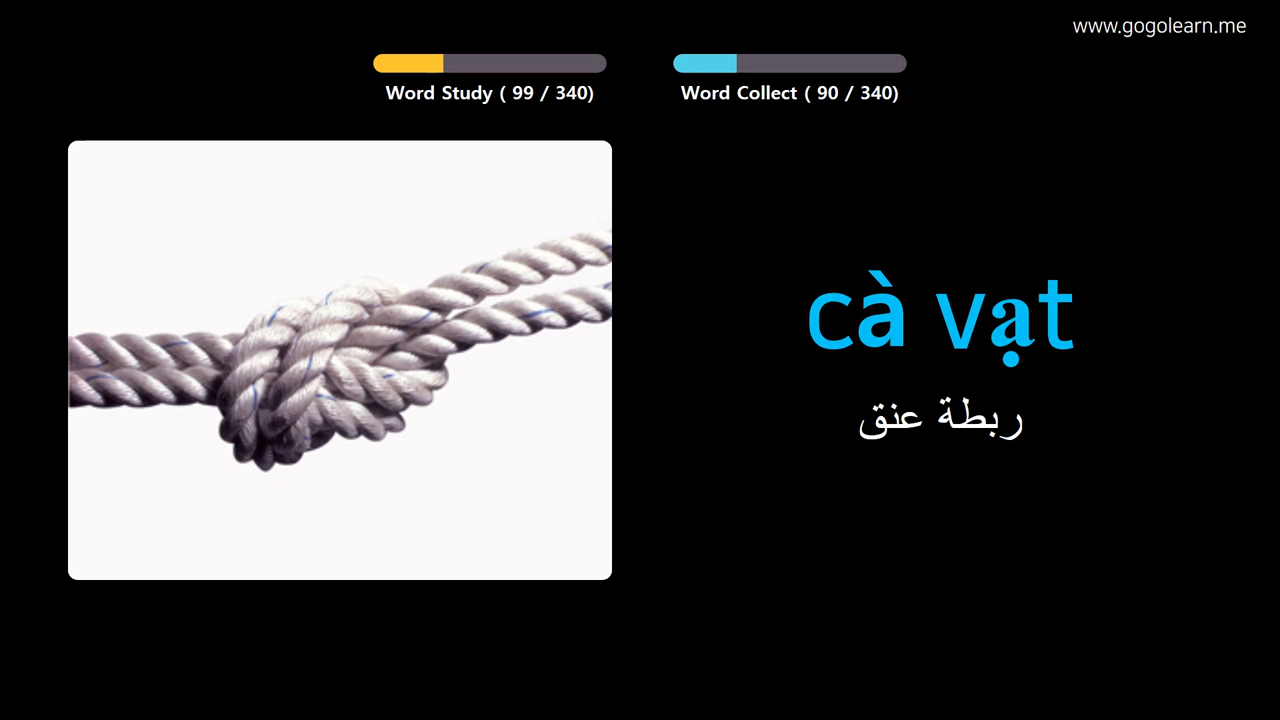 www.gogolearn.me
Word Study ( 99 / 340)
Word Collect ( 90 / 340)
cà vạt
ربطة عنق